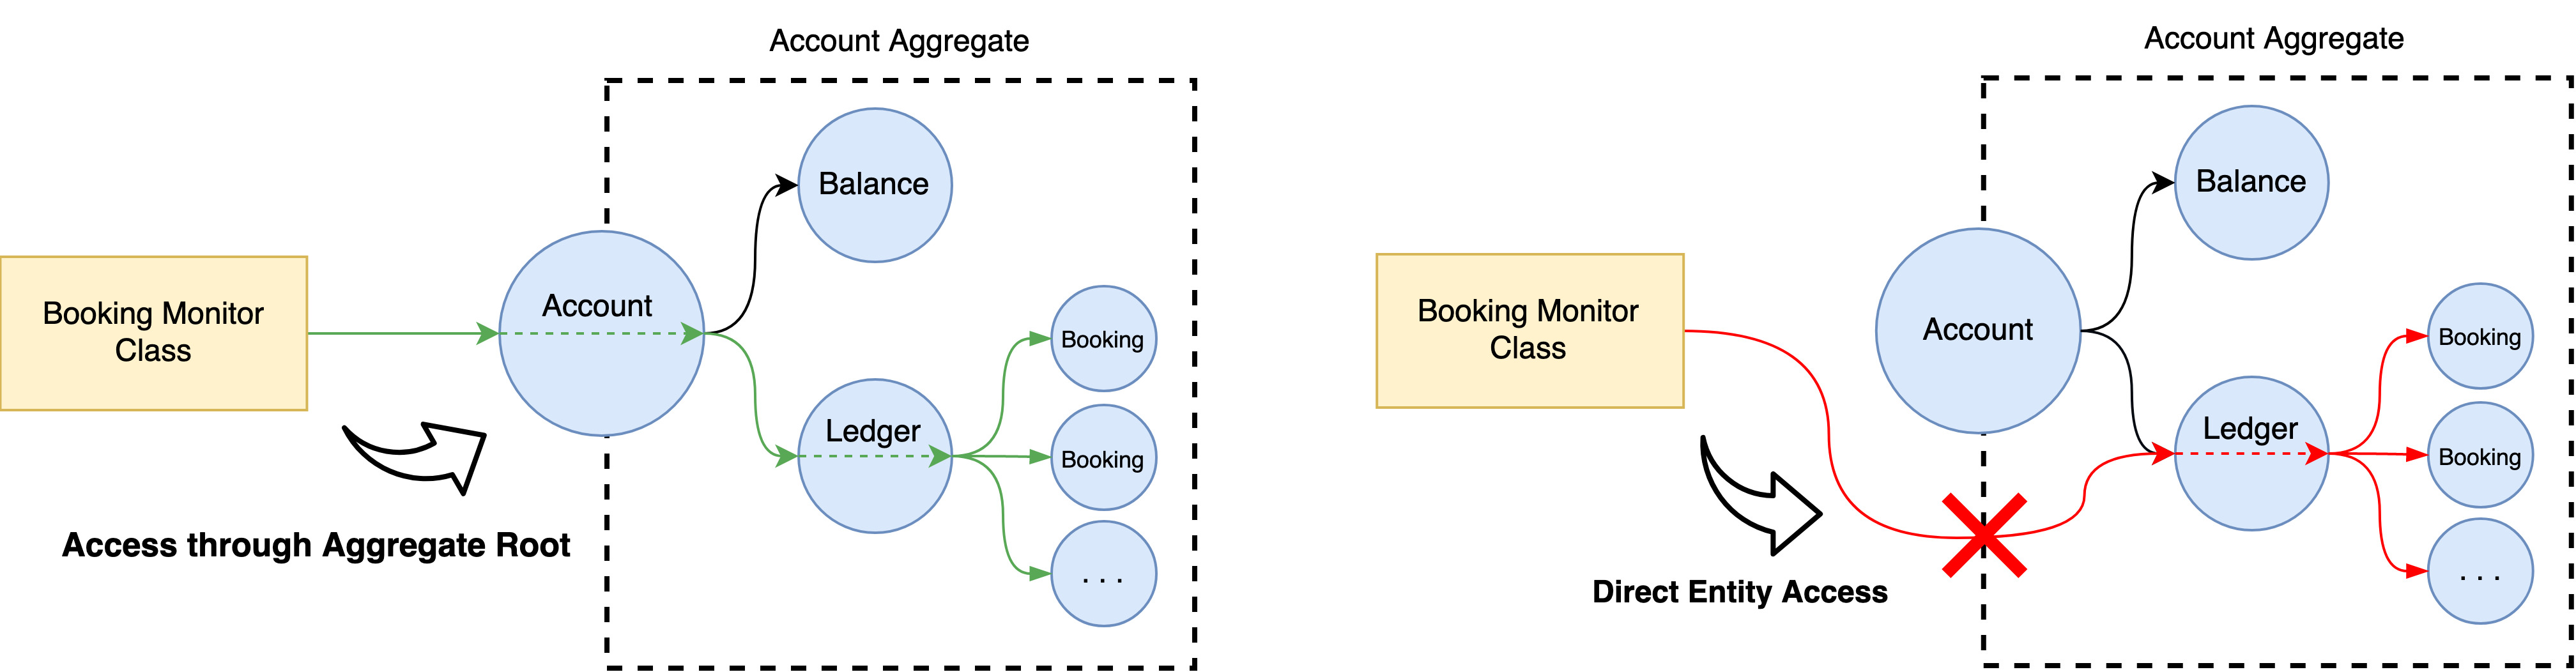 Account Aggregate
Balance
Account
Booking Monitor
Class
Booking
Ledger
Booking
. . .
Access through Aggregate Root
Account Aggregate
Balance
Booking Monitor
Class
Account
Booking
Ledger
Booking
. . .
Direct Entity Access